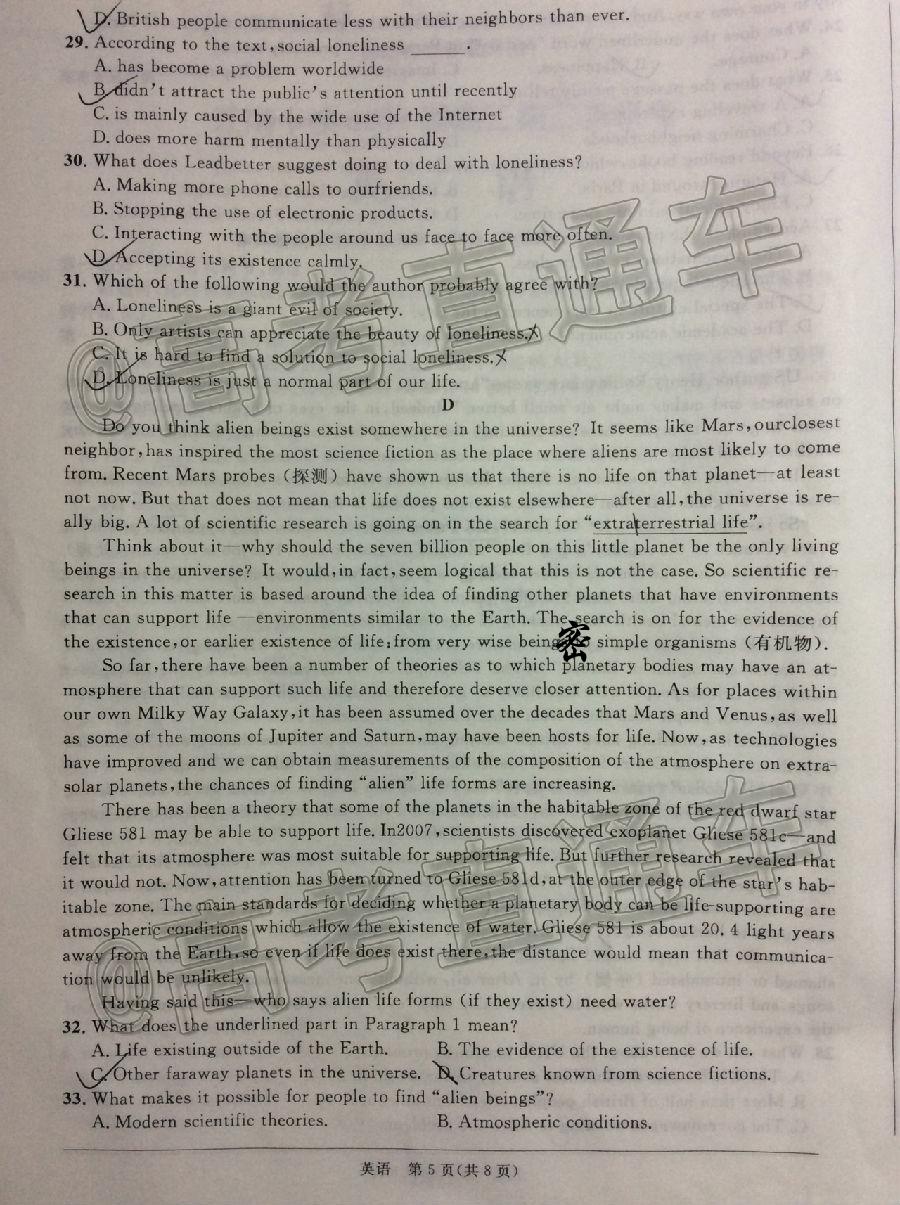 D. British people communicate less with their neighbors than ever.
29. According to the text, social loneliness ______.
A. has become a problem worldwide
B. didn't attract the public's attention until recently
C. is mainly caused by the wide use of the Internet
D. does more harm mentally than physically
30. What does Leadbetter suggest doing to deal with loneliness?
A. Making more phone calls to ourfriends.
B. Stopping the use of electronic products.
C. Interacting with the people around us face to face more often.
D. Accepting its existence calmly.
31. Which of the following would the author probably agree with?
A. Loneliness is a giant evil of society.
B. Only artists can appreciate the beauty of loneliness.
C. It is hard to find a solution to social loneliness.
D. Loneliness is just a normal part of our life.
D
Do you think alien beings exist somewhere in the universe? It seems like Mars, ourclosest
neighbor, has inspired the most science fiction as the place where aliens are most likely to come
from. Recent Mars probes (探测) have shown us that there is no life on that planet—at least
not now. But that does not mean that life does not exist elsewhere—after all, the universe is re-
ally big. A lot of scientific research is going on in the search for "extraterrestrial life".
Think about it—why should the seven billion people on this little planet be the only living
beings in the universe? It would, in fact, seem logical that this is not the case. So scientific re-
search in this matter is based around the idea of finding other planets that have environments
that can support life —environments similar to the Earth. The search is on for the evidence of
the existence, or earlier existence of life; from very wise being 密 simple organisms (有机物).
So far, there have been a number of theories as to which planetary bodies may have an at-
mosphere that can support such life and therefore deserve closer attention. As for places within
our own Milky Way Galaxy, it has been assumed over the decades that Mars and Venus, as well
as some of the moons of Jupiter and Saturn, may have been hosts for life. Now, as technologies
have improved and we can obtain measurements of the composition of the atmosphere on extra-
solar planets, the chances of finding "alien" life forms are increasing.
There has been a theory that some of the planets in the habitable zone of the red dwarf star
Gliese 581 may be able to support life. In2007, scientists discovered exoplanet Gliese 581c—and
felt that its atmosphere was most suitable for supporting life. But further research revealed that
it would not. Now, attention has been turned to Gliese 581d, at the outer edge of the star's hab-
itable zone. The main standards for deciding whether a planetary body can be life-supporting are
atmospheric conditions which allow the existence of water. Gliese 581 is about 20.4 light years
away from the Earth, so even if life does exist there, the distance would mean that communica-
tion would be unlikely.
Having said this—who says alien life forms (if they exist) need water?
32. What does the underlined part in Paragraph 1 mean?
A. Life existing outside of the Earth. B. The evidence of the existence of life.
C. Other faraway planets in the universe. D. Creatures known from science fictions.
33. What makes it possible for people to find "alien beings"?
A. Modern scientific theories. B. Atmospheric conditions.
英语 第 5 页(共 8 页)
@高考直通车
@高考直通车